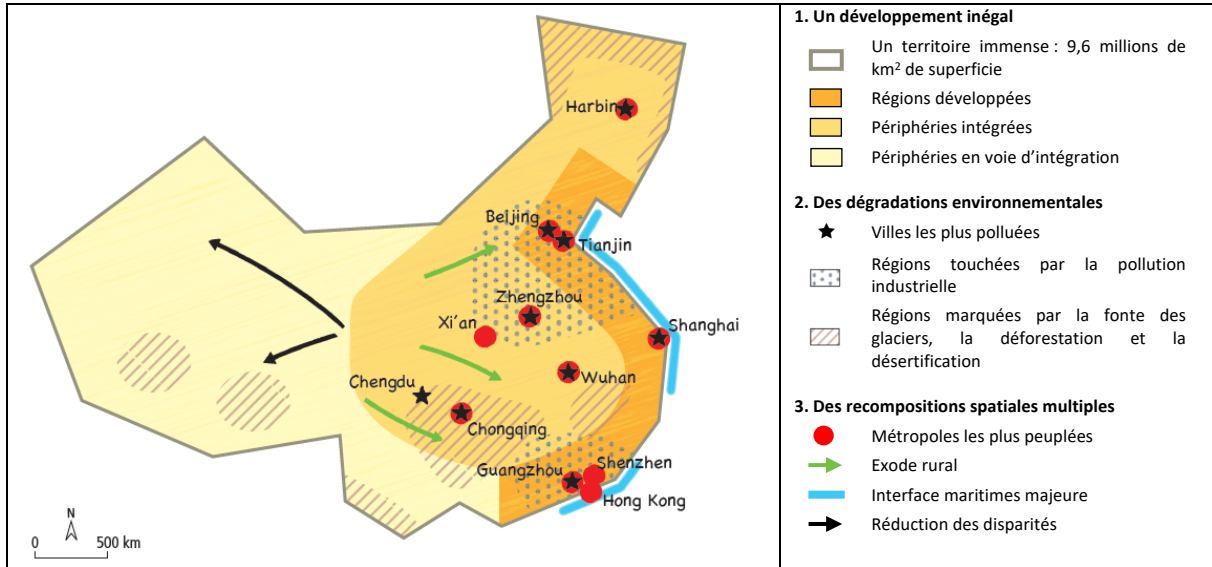 Harbin
Beijing
Tianjin
Zhengzhou
Xi'an
Shanghai
Chengdu
Wuhan
Chongqing
Guangzhou
Shenzhen
Hong Kong
N
0 500 km
1. Un développement inégal
Un territoire immense : 9,6 millions de
km² de superficie
Régions développées
Périphéries intégrées
Périphéries en voie d'intégration
2. Des dégradations environnementales
Villes les plus polluées
Régions touchées par la pollution
industrielle
Régions marquées par la fonte des
glaciers, la déforestation et la
désertification
3. Des recompositions spatiales multiples
Métropoles les plus peuplées
Exode rural
Interface maritimes majeure
Réduction des disparités